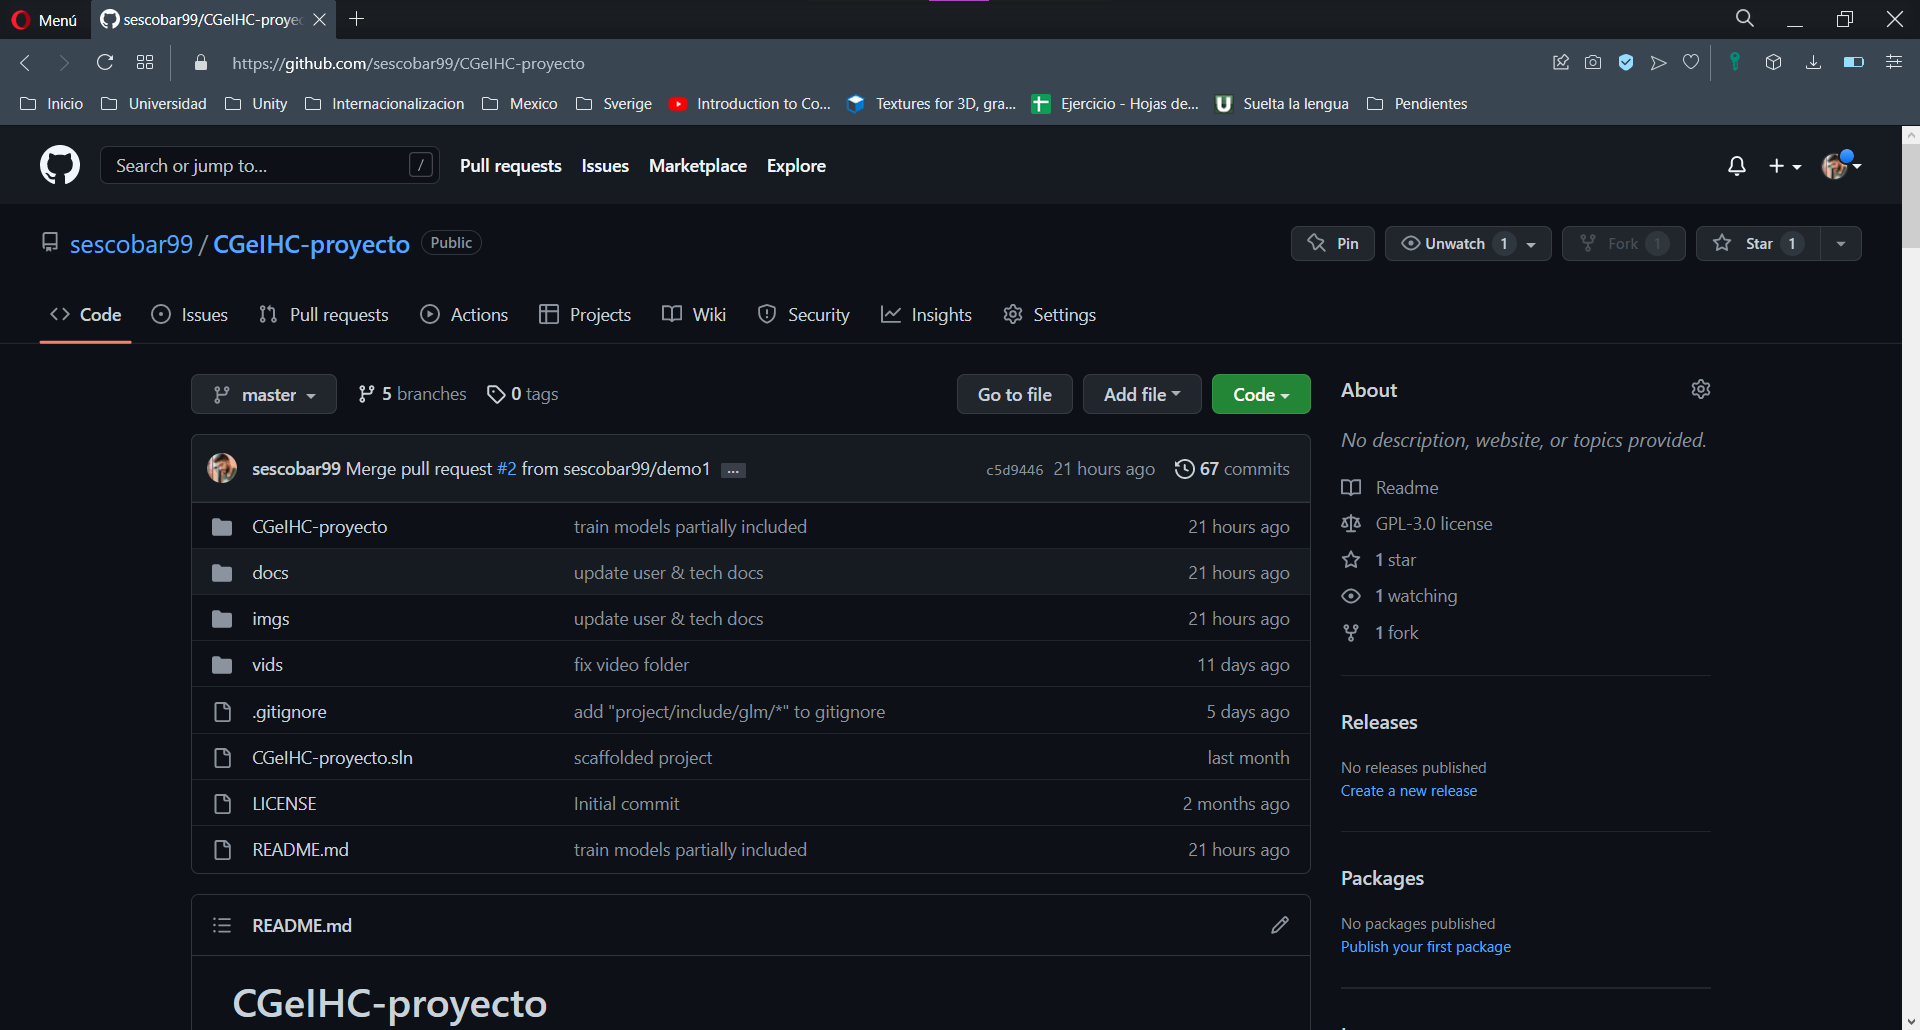 Menú sescobar99/CGeIHC-proye
https://github.com/sescobar99/CGeIHC-proyecto
Inicio Universidad Unity Internacionalizacion Mexico Sverige Introduction to Co... Textures for 3D, gra... Ejercicio - Hojas de... Suelta la lengua Pendientes
Search or jump to... / Pull requests Issues Marketplace Explore
sescobar99 / CGeIHC-proyecto Public Pin Unwatch 1 Fork 1 Star 1
Code Issues Pull requests Actions Projects Wiki Security Insights Settings
master 5 branches 0 tags Go to file Add file Code
sescobar99 Merge pull request #2 from sescobar99/demo1 ... c5d9446 21 hours ago 67 commits
CGeIHC-proyecto train models partially included 21 hours ago
docs update user & tech docs 21 hours ago
imgs update user & tech docs 21 hours ago
vids fix video folder 11 days ago
.gitignore add "project/include/glm/*" to gitignore 5 days ago
CGeIHC-proyecto.sln scaffolded project last month
LICENSE Initial commit 2 months ago
README.md train models partially included 21 hours ago
README.md
CGeIHC-proyecto
About
No description, website, or topics provided.
Readme
GPL-3.0 license
1 star
1 watching
1 fork
Releases
No releases published
Create a new release
Packages
No packages published
Publish your first package